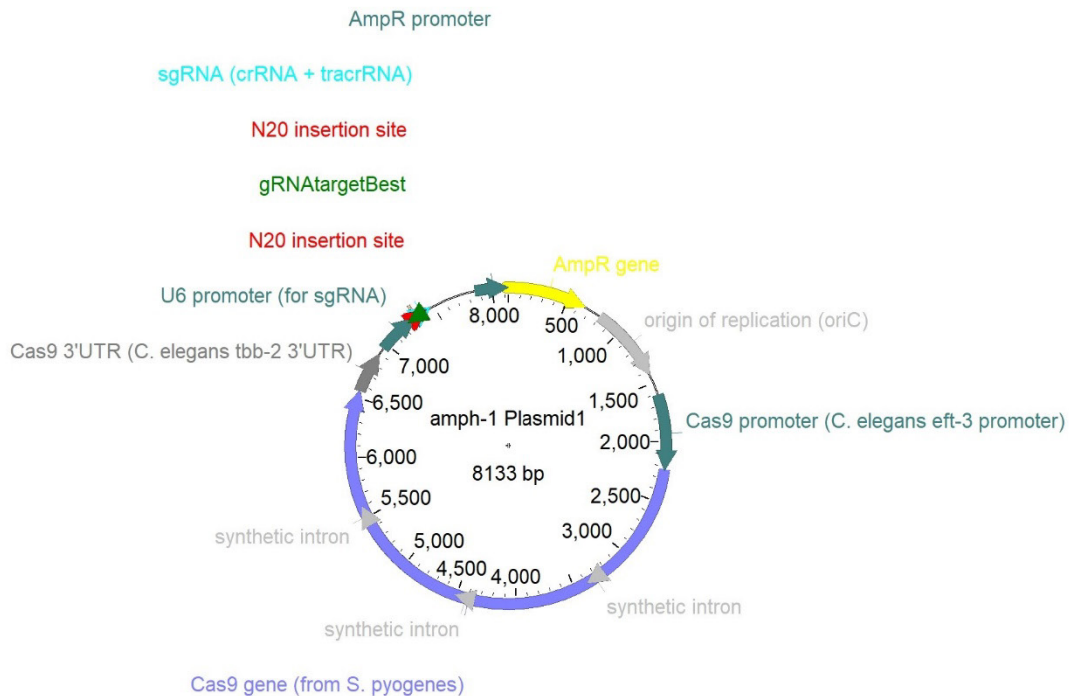 AmpR promoter
sgRNA (crRNA + tracrRNA)
N20 insertion site
gRNAtargetBest
N20 insertion site
AmpR gene
U6 promoter (for sgRNA)
8,000
500
origin of replication (oriC)
Cas9 3'UTR (C. elegans tbb-2 3'UTR)
7,000
1,000
6,500
1,500
amph-1 Plasmid1
Cas9 promoter (C. elegans eft-3 promoter)
2,000
6,000
8133 bp
5,500
2,500
synthetic intron
5,000
3,000
4,500
4,000
synthetic intron
synthetic intron
Cas9 gene (from S. pyogenes)